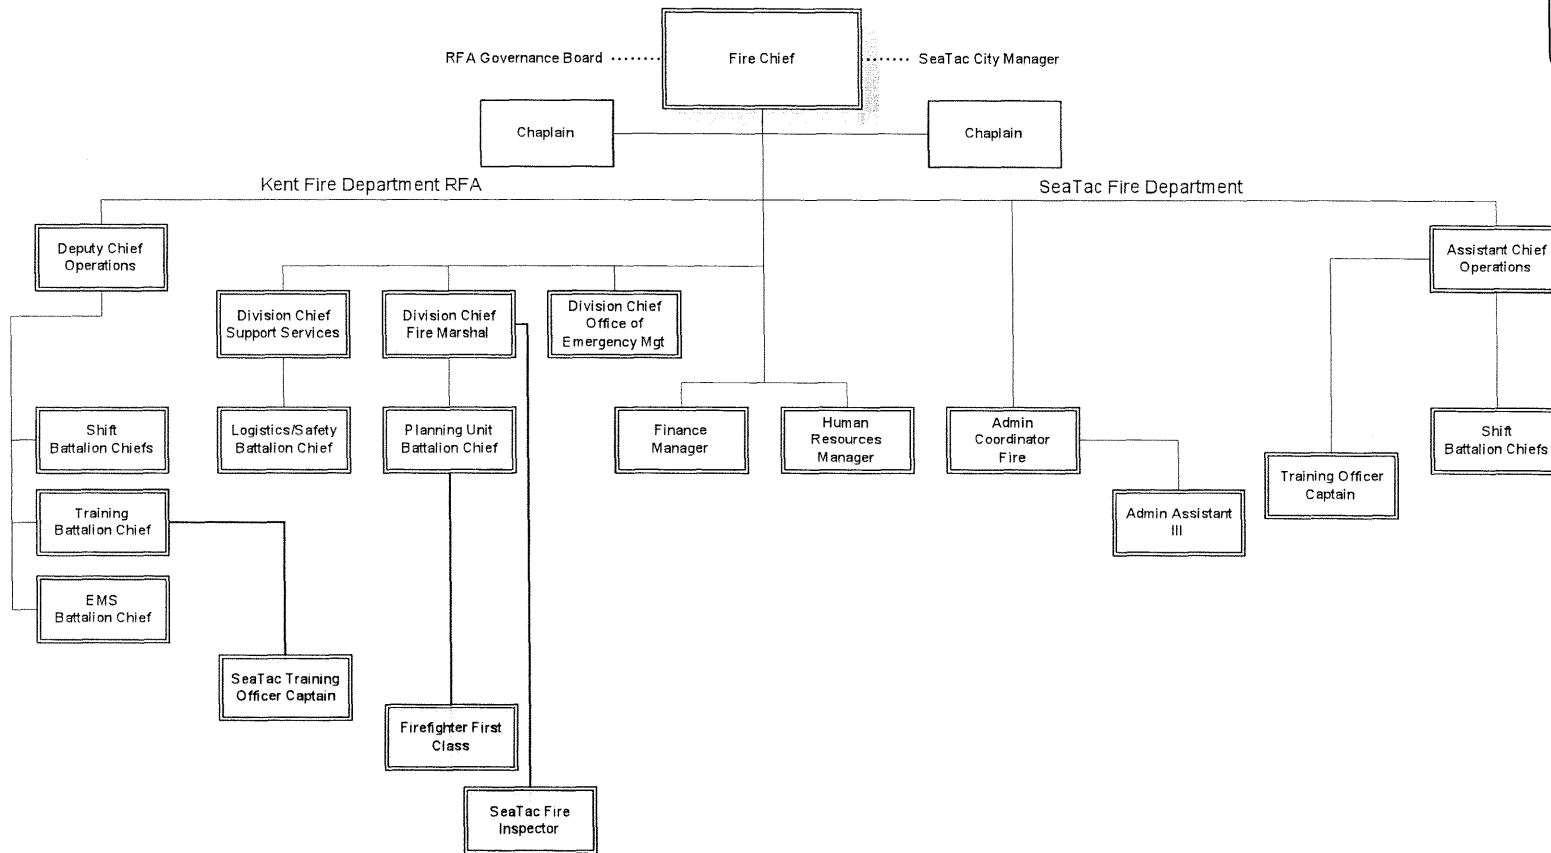 RFA Governance Board
Fire Chief
SeaTac City Manager
Chaplain
Chaplain
Kent Fire Department RFA
SeaTac Fire Department
Deputy Chief
Operations
Assistant Chief
Operations
Division Chief
Support Services
Division Chief
Fire Marshal
Division Chief
Office of
Emergency Mgt
Shift
Battalion Chiefs
Logistics/Safety
Battalion Chief
Planning Unit
Battalion Chief
Finance
Manager
Human
Resources
Manager
Admin
Coordinator
Fire
Shift
Battalion Chiefs
Training Officer
Captain
Training
Battalion Chief
Admin Assistant
III
EMS
Battalion Chief
SeaTac Training
Officer Captain
Firefighter First
Class
SeaTac Fire
Inspector